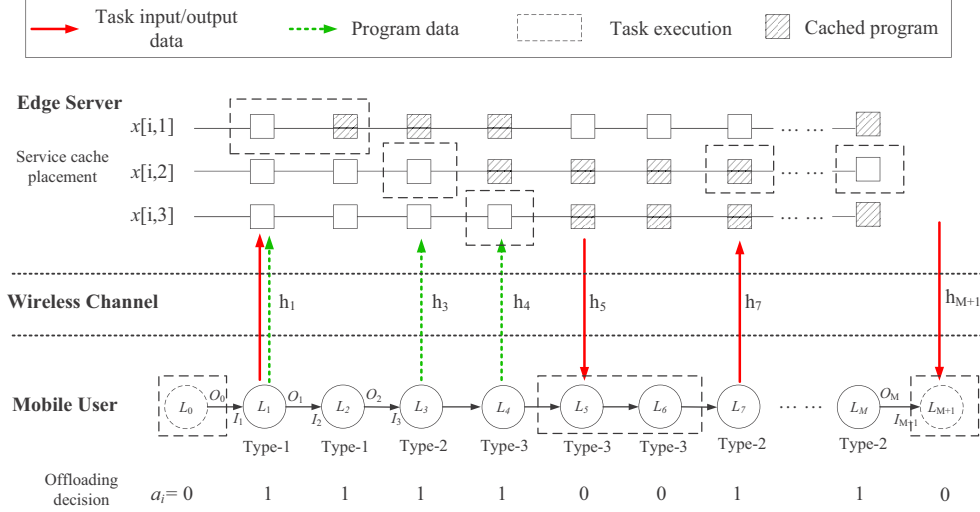 Task input/output data
Program data
Task execution
Cached program
Edge Server
x[i,1]
... ...
Service cache placement
x[i,2]
... ...
x[i,3]
... ...
Wireless Channel
h1
h3
h4
h5
h7
hM+1
Mobile User
L0
O0
I1
L1
O1
I2
L2
O2
I3
L3
L4
L5
L6
L7
... ...
LM
OM
IM+1
LM+1
Type-1
Type-1
Type-2
Type-3
Type-3
Type-3
Type-2
Type-2
Offloading decision
ai= 0 1 1 1 1 0 0 1 1 0